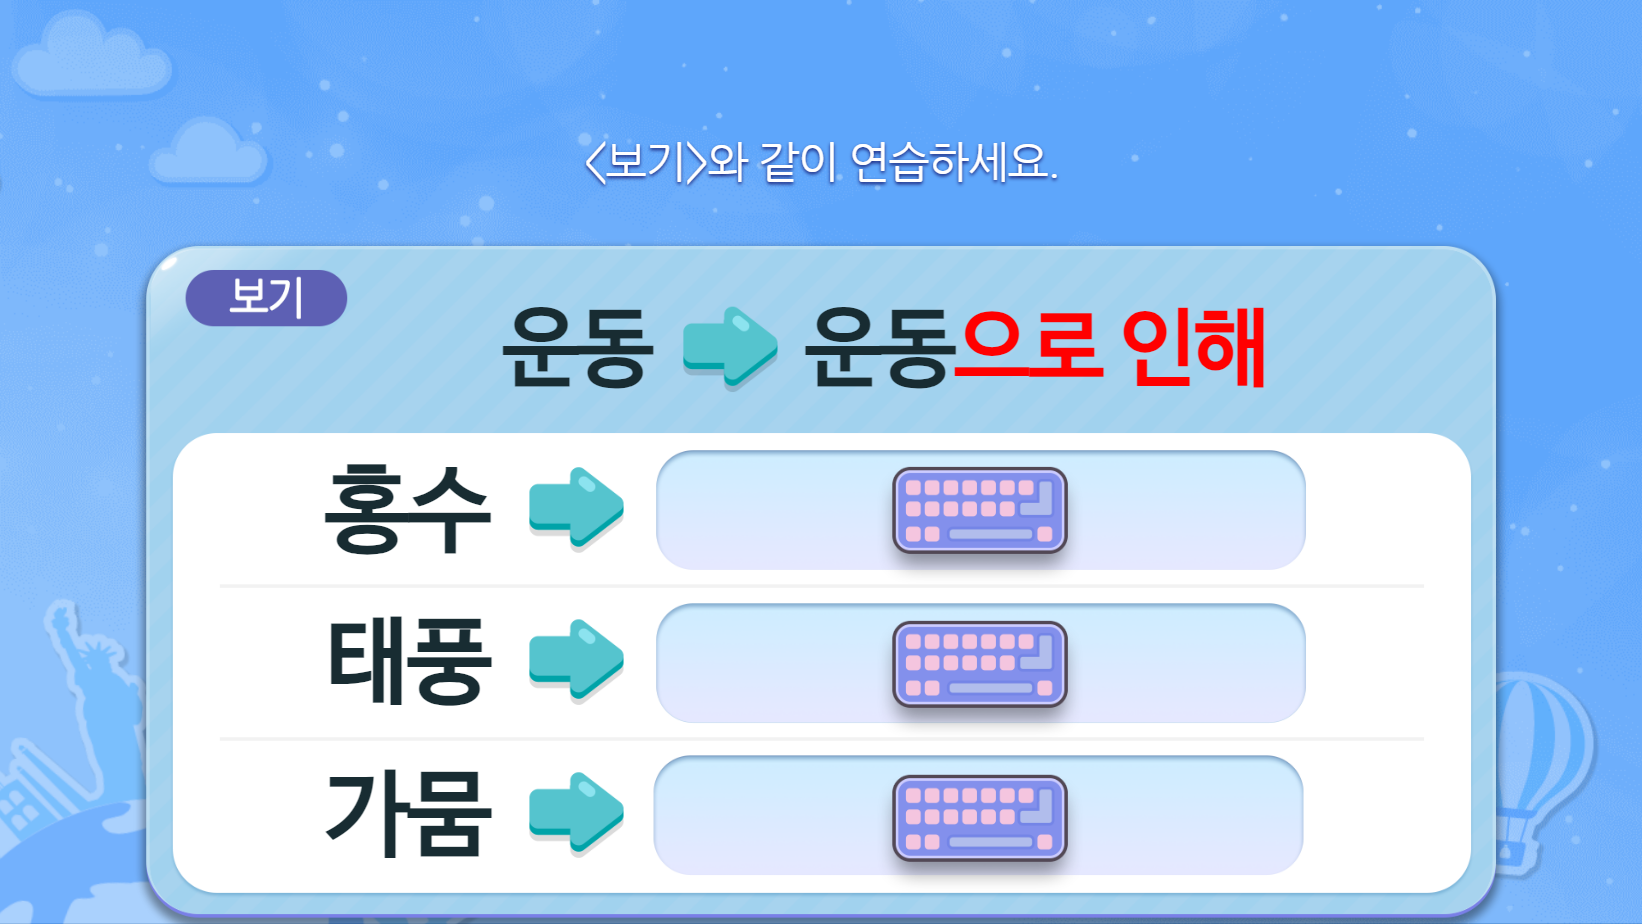 <보기>와 같이 연습하세요.
보기
운동 운동으로 인해
홍수
태풍
가뭄